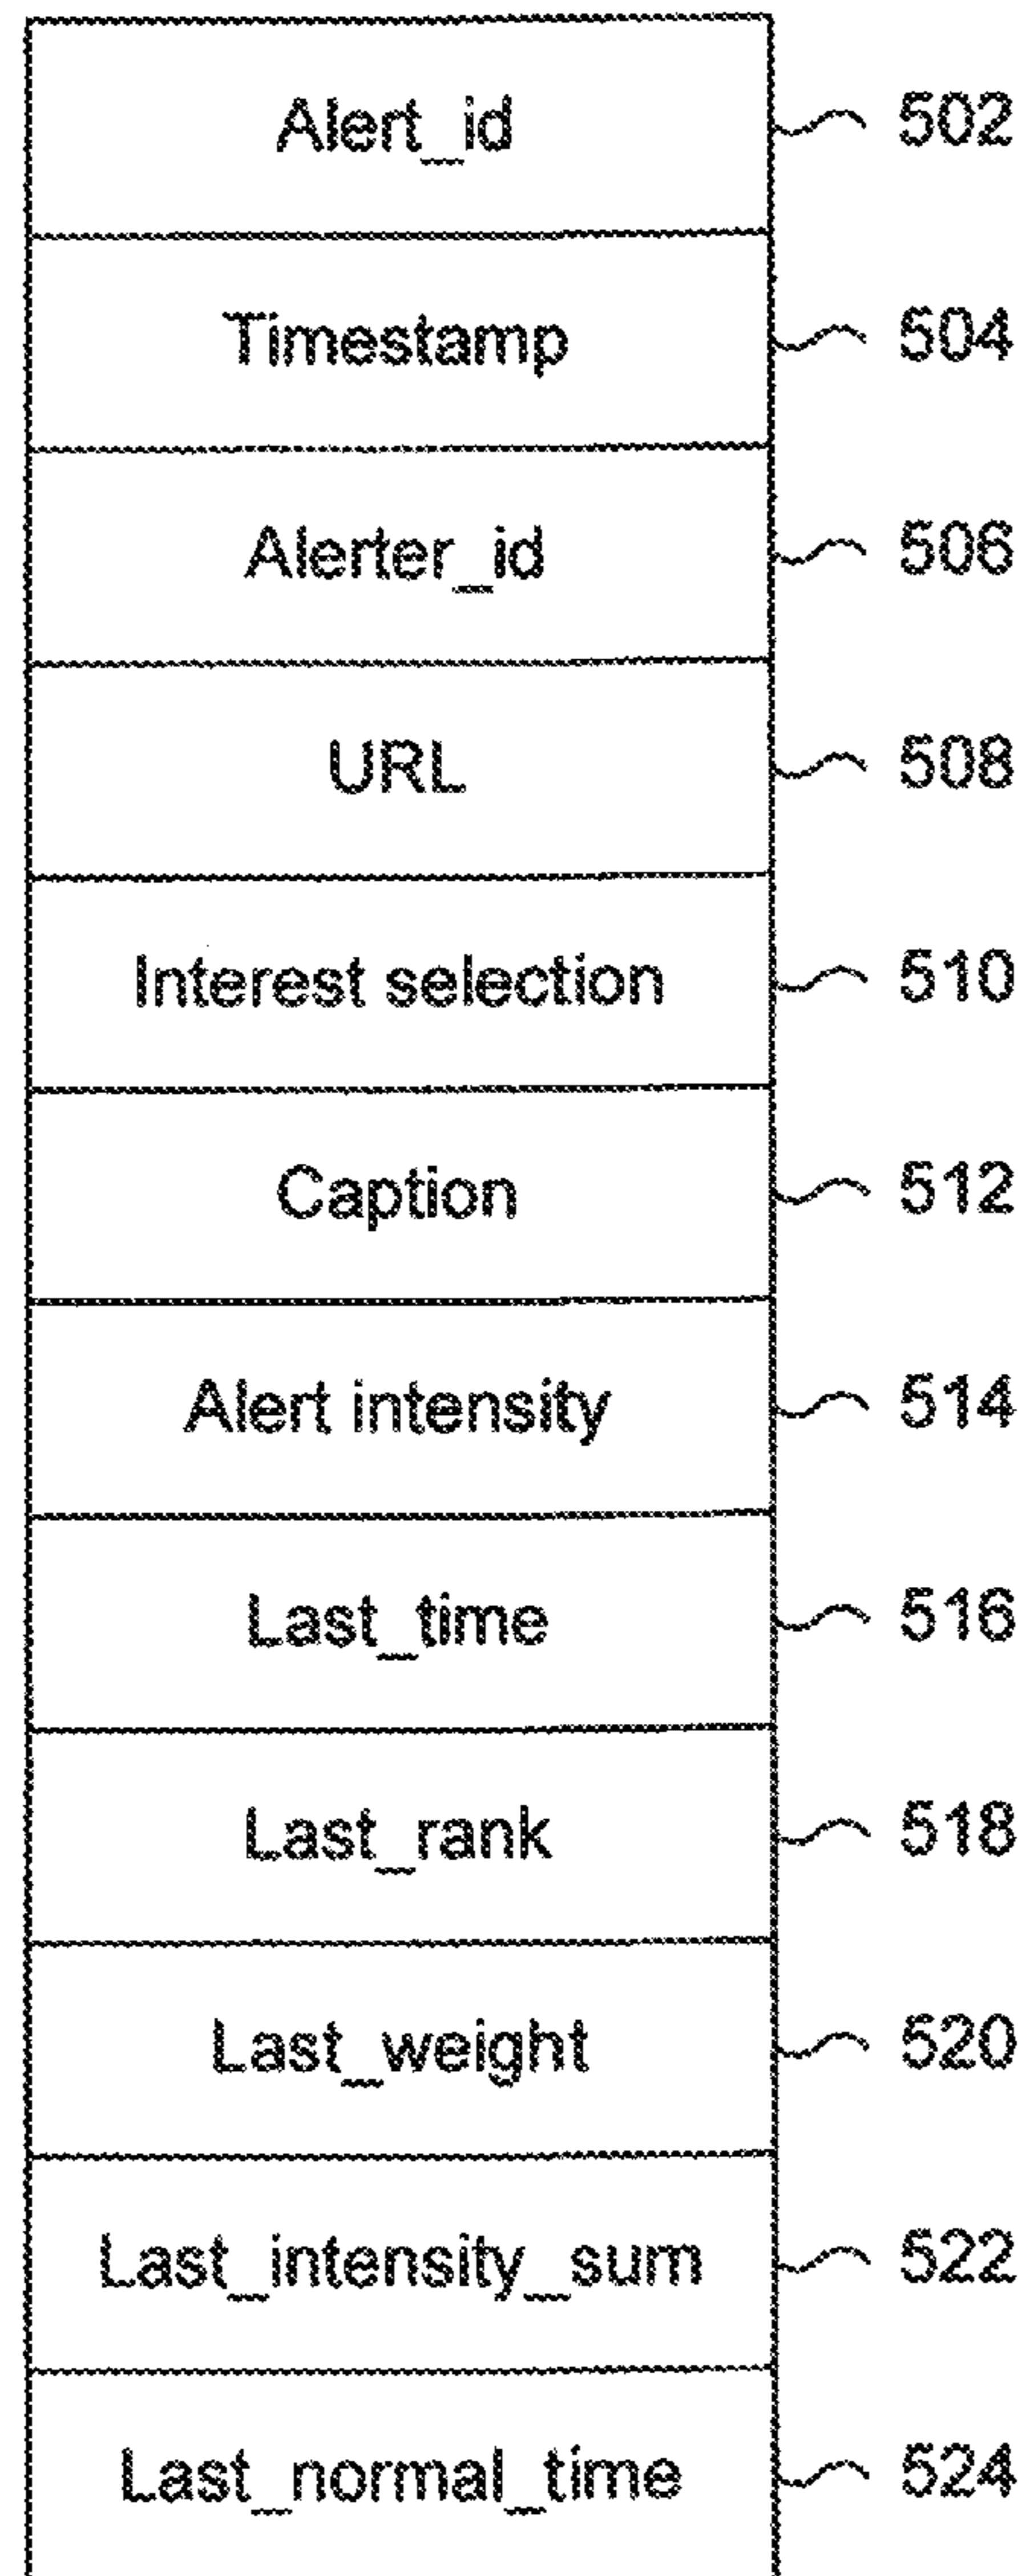 Alert_id 502
Timestamp 504
Alerter_id 506
URL 508
Interest selection 510
Caption 512
Alert intensity 514
Last_time 516
Last_rank 518
Last_weight 520
Last_intensity_sum 522
Last_normal_time 524